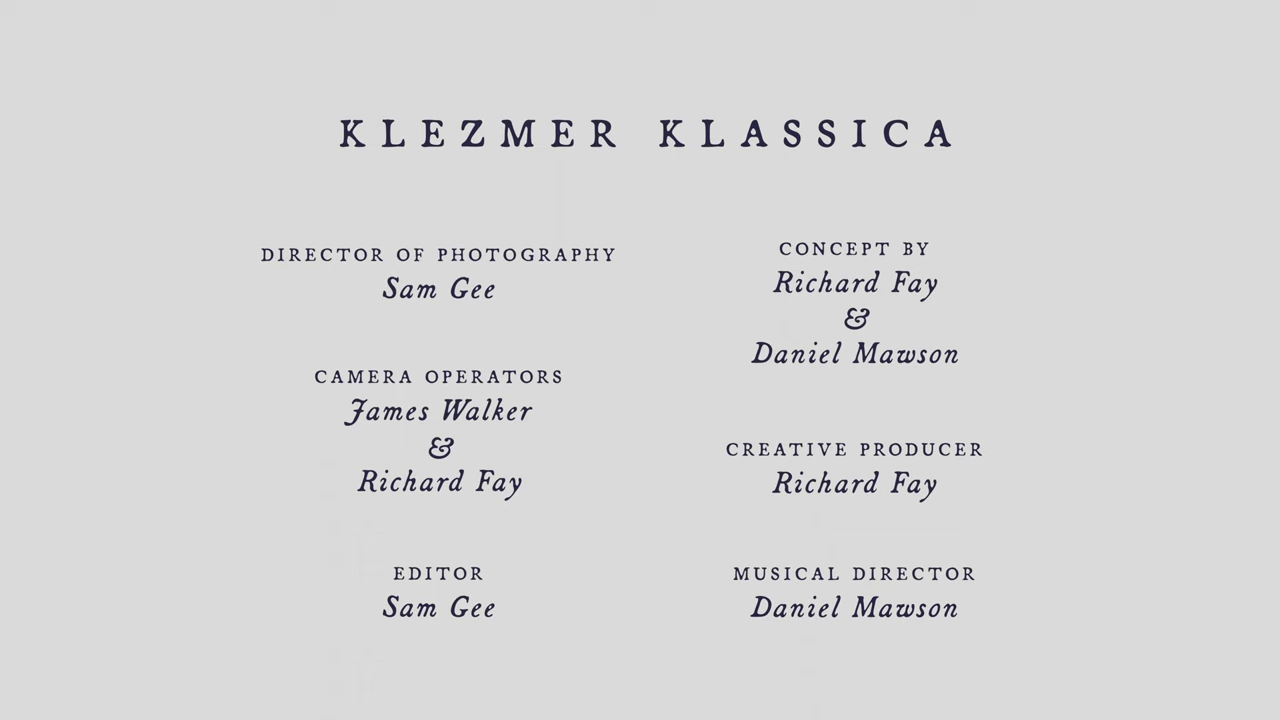 KLEZMER KLASSICA
DIRECTOR OF PHOTOGRAPHY
Sam Gee
CAMERA OPERATORS
James Walker
&
Richard Fay
EDITOR
Sam Gee
CONCEPT BY
Richard Fay
&
Daniel Mawson
CREATIVE PRODUCER
Richard Fay
MUSICAL DIRECTOR
Daniel Mawson